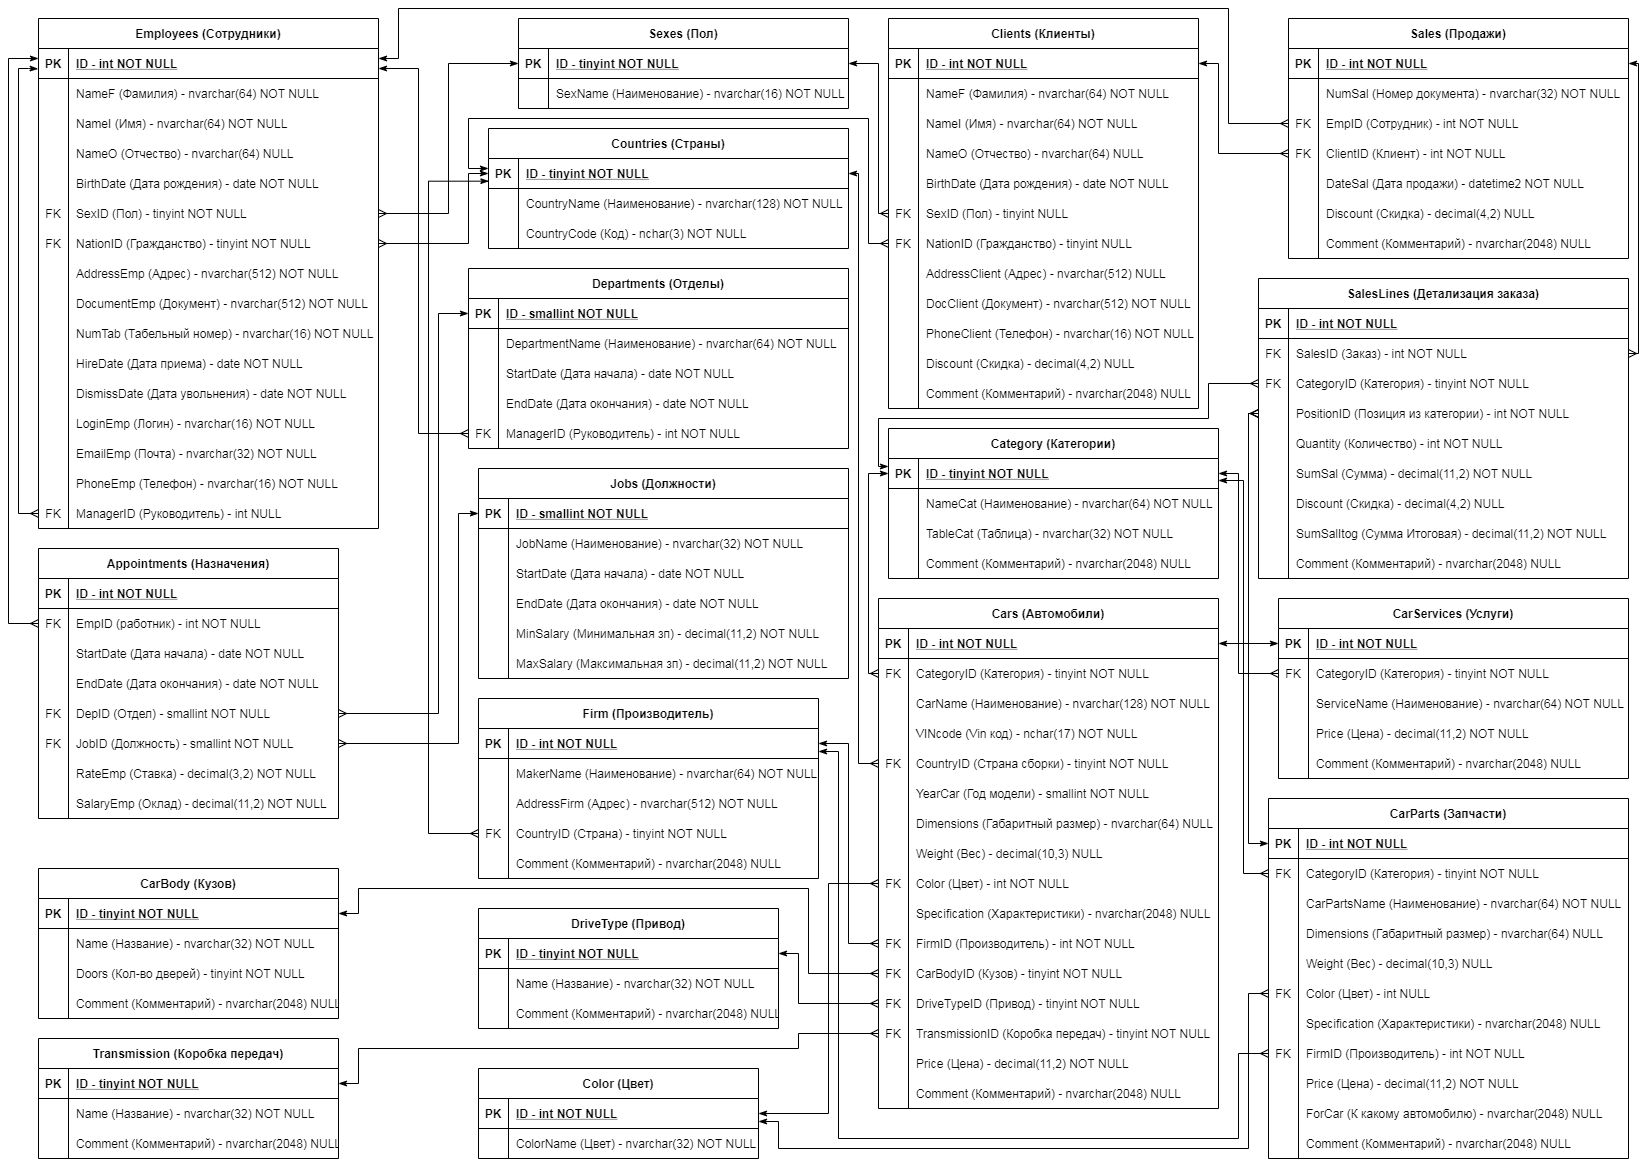 Employees (Сотрудники)
PK ID - int NOT NULL
NameF (Фамилия) - nvarchar(64) NOT NULL
NameI (Имя) - nvarchar(64) NOT NULL
NameO (Отчество) - nvarchar(64) NULL
BirthDate (Дата рождения) - date NOT NULL
FK SexID (Пол) - tinyint NOT NULL
FK NationID (Гражданство) - tinyint NOT NULL
AddressEmp (Адрес) - nvarchar(512) NOT NULL
DocumentEmp (Документ) - nvarchar(512) NOT NULL
NumTab (Табельный номер) - nvarchar(16) NOT NULL
HireDate (Дата приема) - date NOT NULL
DismissDate (Дата увольнения) - date NOT NULL
LoginEmp (Логин) - nvarchar(16) NOT NULL
EmailEmp (Почта) - nvarchar(32) NOT NULL
PhoneEmp (Телефон) - nvarchar(16) NOT NULL
FK ManagerID (Руководитель) - int NULL
Appointments (Назначения)
PK ID - int NOT NULL
FK EmpID (работник) - int NOT NULL
StartDate (Дата начала) - date NOT NULL
EndDate (Дата окончания) - date NOT NULL
FK DepID (Отдел) - smallint NOT NULL
FK JobID (Должность) - smallint NOT NULL
RateEmp (Ставка) - decimal(3,2) NOT NULL
SalaryEmp (Оклад) - decimal(11,2) NOT NULL
CarBody (Кузов)
PK ID - tinyint NOT NULL
Name (Название) - nvarchar(32) NOT NULL
Doors (Кол-во дверей) - tinyint NOT NULL
Comment (Комментарий) - nvarchar(2048) NULL
Transmission (Коробка передач)
PK ID - tinyint NOT NULL
Name (Название) - nvarchar(32) NOT NULL
Comment (Комментарий) - nvarchar(2048) NULL
Sexes (Пол)
PK ID - tinyint NOT NULL
SexName (Наименование) - nvarchar(16) NOT NULL
Countries (Страны)
PK ID - tinyint NOT NULL
CountryName (Наименование) - nvarchar(128) NOT NULL
CountryCode (Код) - nchar(3) NOT NULL
Departments (Отделы)
PK ID - smallint NOT NULL
DepartmentName (Наименование) - nvarchar(64) NOT NULL
StartDate (Дата начала) - date NOT NULL
EndDate (Дата окончания) - date NOT NULL
FK ManagerID (Руководитель) - int NOT NULL
Jobs (Должности)
PK ID - smallint NOT NULL
JobName (Наименование) - nvarchar(32) NOT NULL
StartDate (Дата начала) - date NOT NULL
EndDate (Дата окончания) - date NOT NULL
MinSalary (Минимальная зп) - decimal(11,2) NOT NULL
MaxSalary (Максимальная зп) - decimal(11,2) NOT NULL
Firm (Производитель)
PK ID - int NOT NULL
MakerName (Наименование) - nvarchar(64) NOT NULL
AddressFirm (Адрес) - nvarchar(512) NOT NULL
FK CountryID (Страна) - tinyint NOT NULL
Comment (Комментарий) - nvarchar(2048) NULL
DriveType (Привод)
PK ID - tinyint NOT NULL
Name (Название) - nvarchar(32) NOT NULL
Comment (Комментарий) - nvarchar(2048) NULL
Color (Цвет)
PK ID - int NOT NULL
ColorName (Цвет) - nvarchar(32) NOT NULL
Clients (Клиенты)
PK ID - int NOT NULL
NameF (Фамилия) - nvarchar(64) NOT NULL
NameI (Имя) - nvarchar(64) NOT NULL
NameO (Отчество) - nvarchar(64) NULL
BirthDate (Дата рождения) - date NOT NULL
FK SexID (Пол) - tinyint NULL
FK NationID (Гражданство) - tinyint NULL
AddressClient (Адрес) - nvarchar(512) NULL
DocClient (Документ) - nvarchar(512) NOT NULL
PhoneClient (Телефон) - nvarchar(16) NOT NULL
Discount (Скидка) - decimal(4,2) NULL
Comment (Комментарий) - nvarchar(2048) NULL
Category (Категории)
PK ID - tinyint NOT NULL
NameCat (Наименование) - nvarchar(64) NOT NULL
TableCat (Таблица) - nvarchar(32) NOT NULL
Comment (Комментарий) - nvarchar(2048) NULL
Cars (Автомобили)
PK ID - int NOT NULL
FK CategoryID (Категория) - tinyint NOT NULL
CarName (Наименование) - nvarchar(128) NOT NULL
VINcode (Vin код) - nchar(17) NOT NULL
FK CountryID (Страна сборки) - tinyint NOT NULL
YearCar (Год модели) - smallint NOT NULL
Dimensions (Габаритный размер) - nvarchar(64) NULL
Weight (Вес) - decimal(10,3) NULL
FK Color (Цвет) - int NOT NULL
Specification (Характеристики) - nvarchar(2048) NULL
FK FirmID (Производитель) - int NOT NULL
FK CarBodyID (Кузов) - tinyint NOT NULL
FK DriveTypeID (Привод) - tinyint NOT NULL
FK TransmissionID (Коробка передач) - tinyint NOT NULL
Price (Цена) - decimal(11,2) NOT NULL
Comment (Комментарий) - nvarchar(2048) NULL
Sales (Продажи)
PK ID - int NOT NULL
NumSal (Номер документа) - nvarchar(32) NOT NULL
FK EmpID (Сотрудник) - int NOT NULL
FK ClientID (Клиент) - int NOT NULL
DateSal (Дата продажи) - datetime2 NOT NULL
Discount (Скидка) - decimal(4,2) NULL
Comment (Комментарий) - nvarchar(2048) NULL
SalesLines (Детализация заказа)
PK ID - int NOT NULL
FK SalesID (Заказ) - int NOT NULL
FK CategoryID (Категория) - tinyint NOT NULL
PositionID (Позиция из категории) - int NOT NULL
Quantity (Количество) - int NOT NULL
SumSal (Сумма) - decimal(11,2) NOT NULL
Discount (Скидка) - decimal(4,2) NULL
SumSalItog (Сумма Итоговая) - decimal(11,2) NOT NULL
Comment (Комментарий) - nvarchar(2048) NULL
CarServices (Услуги)
PK ID - int NOT NULL
FK CategoryID (Категория) - tinyint NOT NULL
ServiceName (Наименование) - nvarchar(64) NOT NULL
Price (Цена) - decimal(11,2) NOT NULL
Comment (Комментарий) - nvarchar(2048) NULL
CarParts (Запчасти)
PK ID - int NOT NULL
FK CategoryID (Категория) - tinyint NOT NULL
CarPartsName (Наименование) - nvarchar(64) NOT NULL
Dimensions (Габаритный размер) - nvarchar(64) NULL
Weight (Вес) - decimal(10,3) NULL
FK Color (Цвет) - int NULL
Specification (Характеристики) - nvarchar(2048) NULL
FK FirmID (Производитель) - int NOT NULL
Price (Цена) - decimal(11,2) NOT NULL
ForCar (К какому автомобилю) - nvarchar(2048) NULL
Comment (Комментарий) - nvarchar(2048) NULL